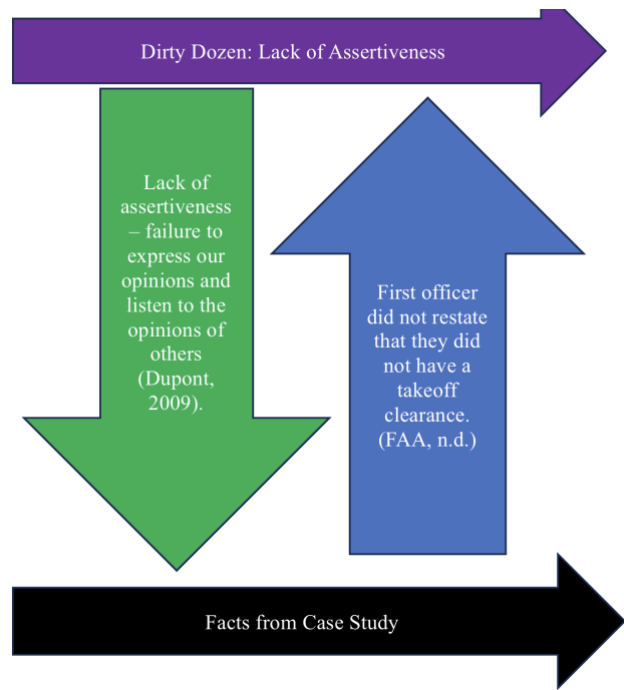 Dirty Dozen: Lack of Assertiveness
Lack of
assertiveness
– failure to
express our
opinions and
listen to the
opinions of
others
(Dupont,
2009).
First officer
did not restate
that they did
not have a
takeoff
clearance.
(FAA, n.d.)
Facts from Case Study